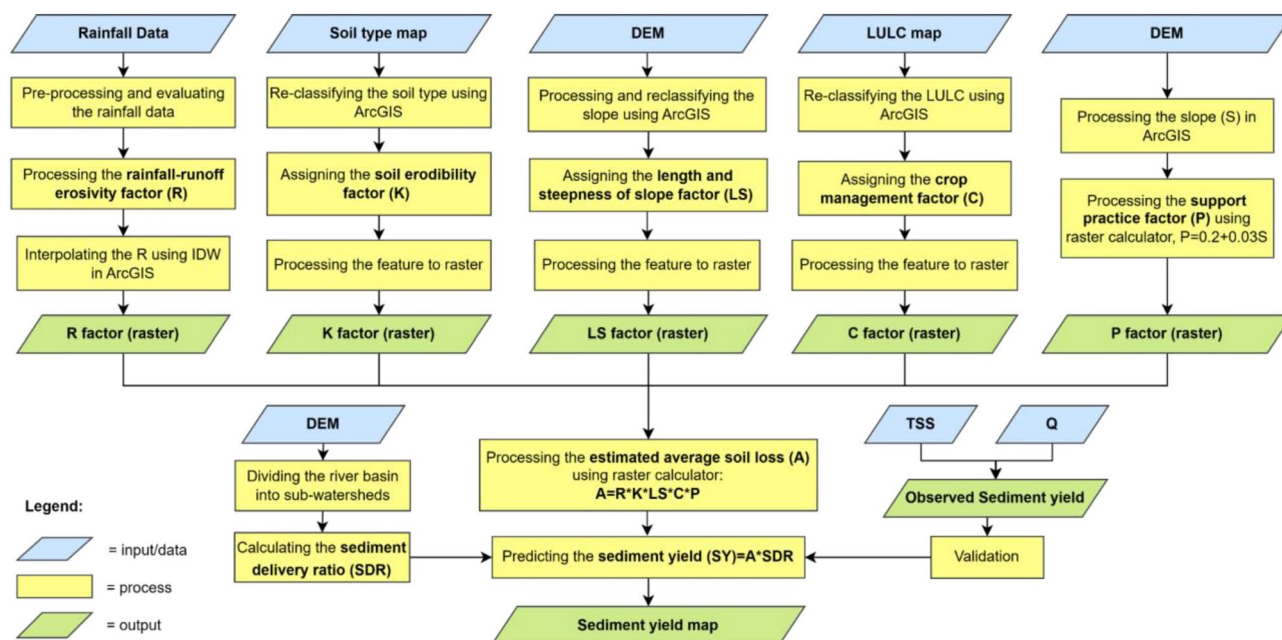 Rainfall Data
Soil type map
DEM
LULC map
DEM
Pre-processing and evaluating
the rainfall data
Re-classifying the soil type using
ArcGIS
Processing and reclassifying the
slope using ArcGIS
Re-classifying the LULC using
ArcGIS
Processing the slope (S) in
ArcGIS
Processing the rainfall-runoff
erosivity factor (R)
Assigning the soil erodibility
factor (K)
Assigning the length and
steepness of slope factor (LS)
Assigning the crop
management factor (C)
Processing the support
practice factor (P) using
raster calculator, P=0.2+0.03S
Interpolating the R using IDW
in ArcGIS
Processing the feature to raster
Processing the feature to raster
Processing the feature to raster
R factor (raster)
K factor (raster)
LS factor (raster)
C factor (raster)
P factor (raster)
DEM
Dividing the river basin
into sub-watersheds
Calculating the sediment
delivery ratio (SDR)
Processing the estimated average soil loss (A)
using raster calculator:
A=R*K*LS*C*P
Predicting the sediment yield (SY)=A*SDR
Sediment yield map
TSS
Q
Observed Sediment yield
Validation
Legend:
= input/data
= process
= output